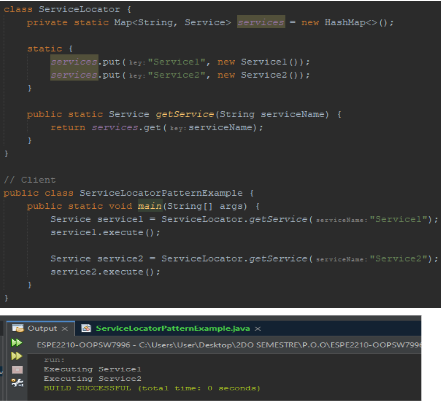 class ServiceLocator {
private static Map<String, Service> services = new HashMap<>();
static {
services.put( key: "Service1", new Service1());
services.put( key: "Service2", new Service2());
}
public static Service getService(String serviceName) {
return services.get( key: serviceName);
}
}
// Client
public class ServiceLocatorPatternExample {
public static void main(String[] args) {
Service service1 = ServiceLocator.getService( serviceName: "Service1");
service1.execute();
Service service2 = ServiceLocator.getService( serviceName: "Service2");
service2.execute();
}
}
Output × ServiceLocatorPatternExample.java ×
ESPE2210-OOPSW7996 - C:\Users\User\Desktop\2DO SEMESTRE\P.O.O\ESPE2210-OOPSW7996
run:
Executing Service1
Executing Service2
BUILD SUCCESSFUL (total time: 0 seconds)